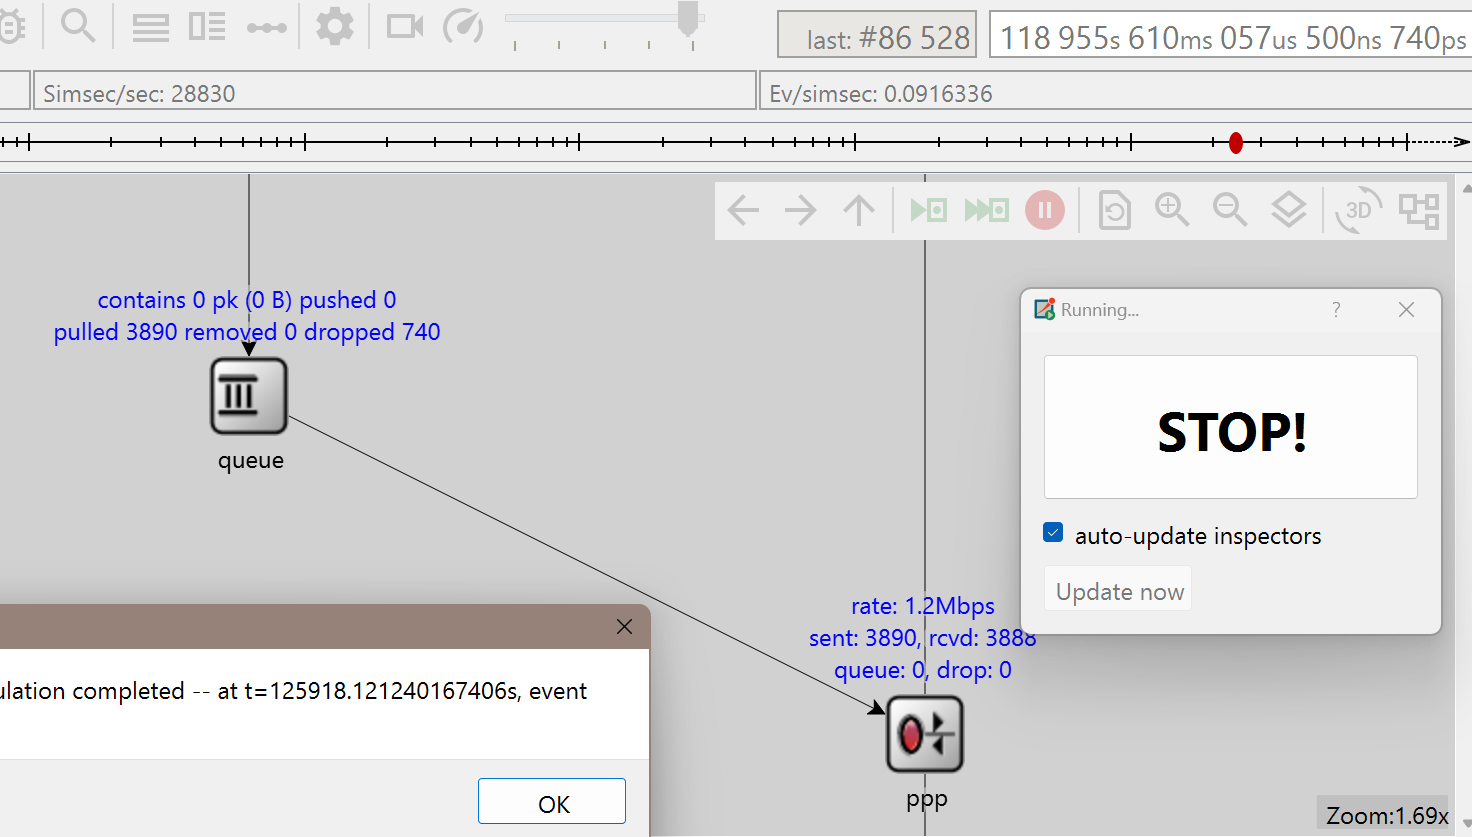 last: #86 528
118 955s 610ms 057us 500ns 740ps
Simsec/sec: 28830
Ev/simsec: 0.0916336
3D
contains 0 pk (0 B) pushed 0
pulled 3890 removed 0 dropped 740
queue
Running...
?
STOP!
auto-update inspectors
Update now
rate: 1.2Mbps
sent: 3890, rcvd: 3888
queue: 0, drop: 0
ppp
ulation completed -- at t=125918.121240167406s, event
OK
Zoom:1.69x